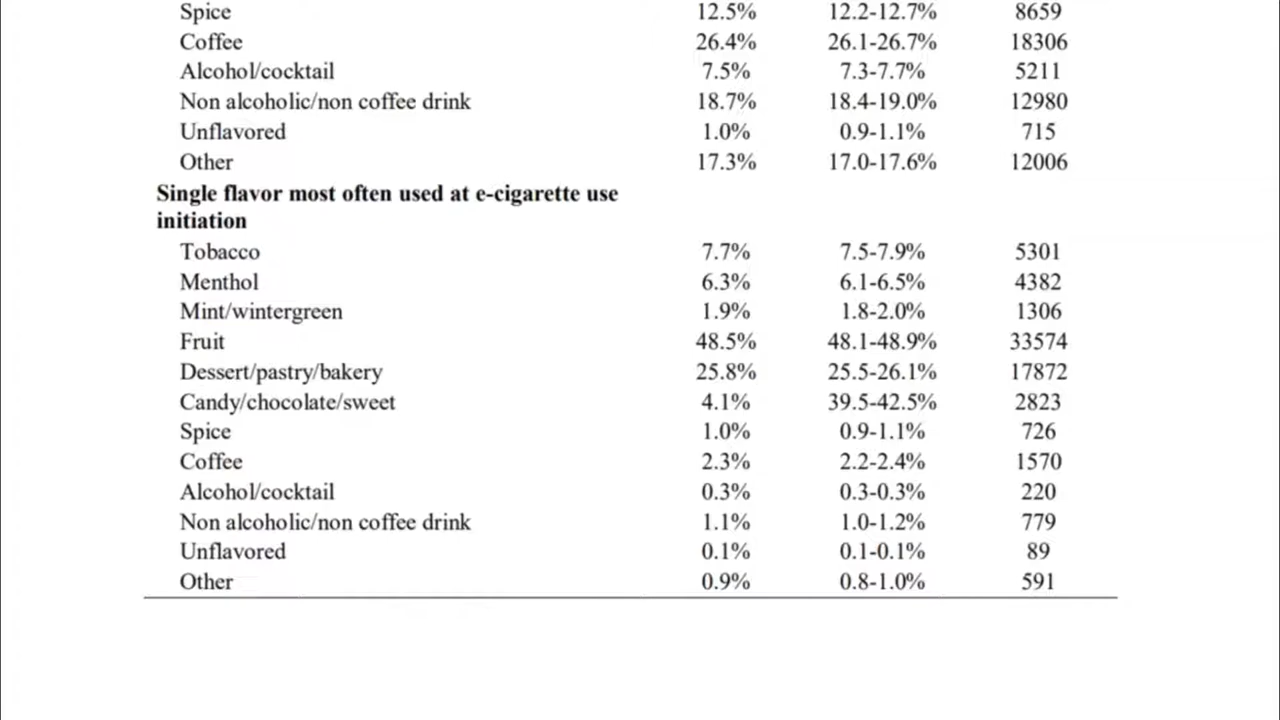 Spice 12.5% 12.2-12.7% 8659
Coffee 26.4% 26.1-26.7% 18306
Alcohol/cocktail 7.5% 7.3-7.7% 5211
Non alcoholic/non coffee drink 18.7% 18.4-19.0% 12980
Unflavored 1.0% 0.9-1.1% 715
Other 17.3% 17.0-17.6% 12006
Single flavor most often used at e-cigarette use
initiation
Tobacco 7.7% 7.5-7.9% 5301
Menthol 6.3% 6.1-6.5% 4382
Mint/wintergreen 1.9% 1.8-2.0% 1306
Fruit 48.5% 48.1-48.9% 33574
Dessert/pastry/bakery 25.8% 25.5-26.1% 17872
Candy/chocolate/sweet 4.1% 39.5-42.5% 2823
Spice 1.0% 0.9-1.1% 726
Coffee 2.3% 2.2-2.4% 1570
Alcohol/cocktail 0.3% 0.3-0.3% 220
Non alcoholic/non coffee drink 1.1% 1.0-1.2% 779
Unflavored 0.1% 0.1-0.1% 89
Other 0.9% 0.8-1.0% 591